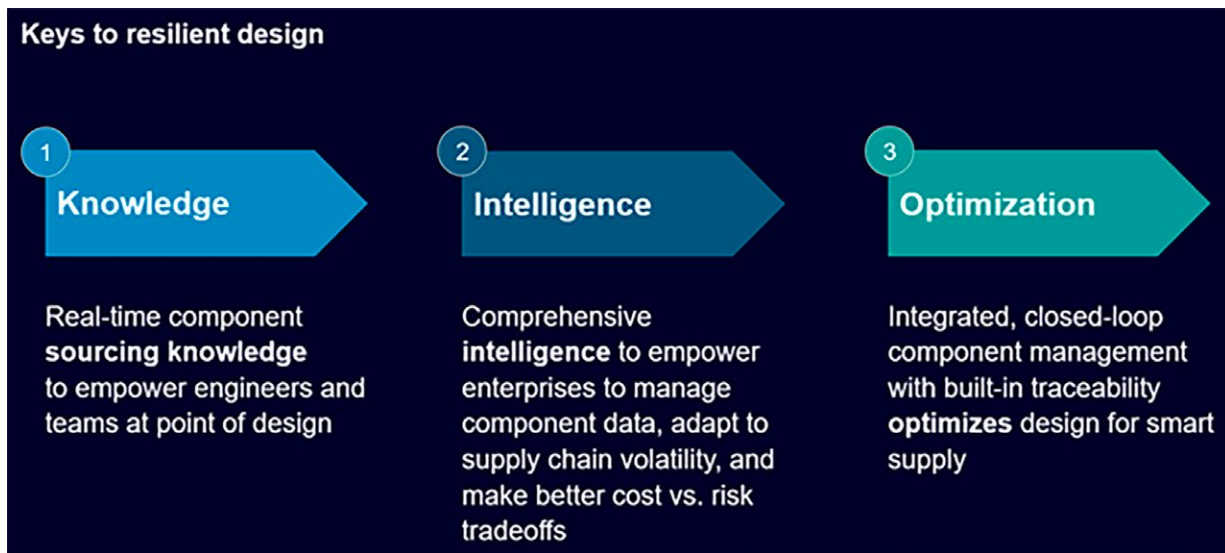 Keys to resilient design
1
Knowledge
Real-time component
sourcing knowledge
to empower engineers and
teams at point of design
2
Intelligence
Comprehensive
intelligence to empower
enterprises to manage
component data, adapt to
supply chain volatility, and
make better cost vs. risk
tradeoffs
3
Optimization
Integrated, closed-loop
component management
with built-in traceability
optimizes design for smart
supply